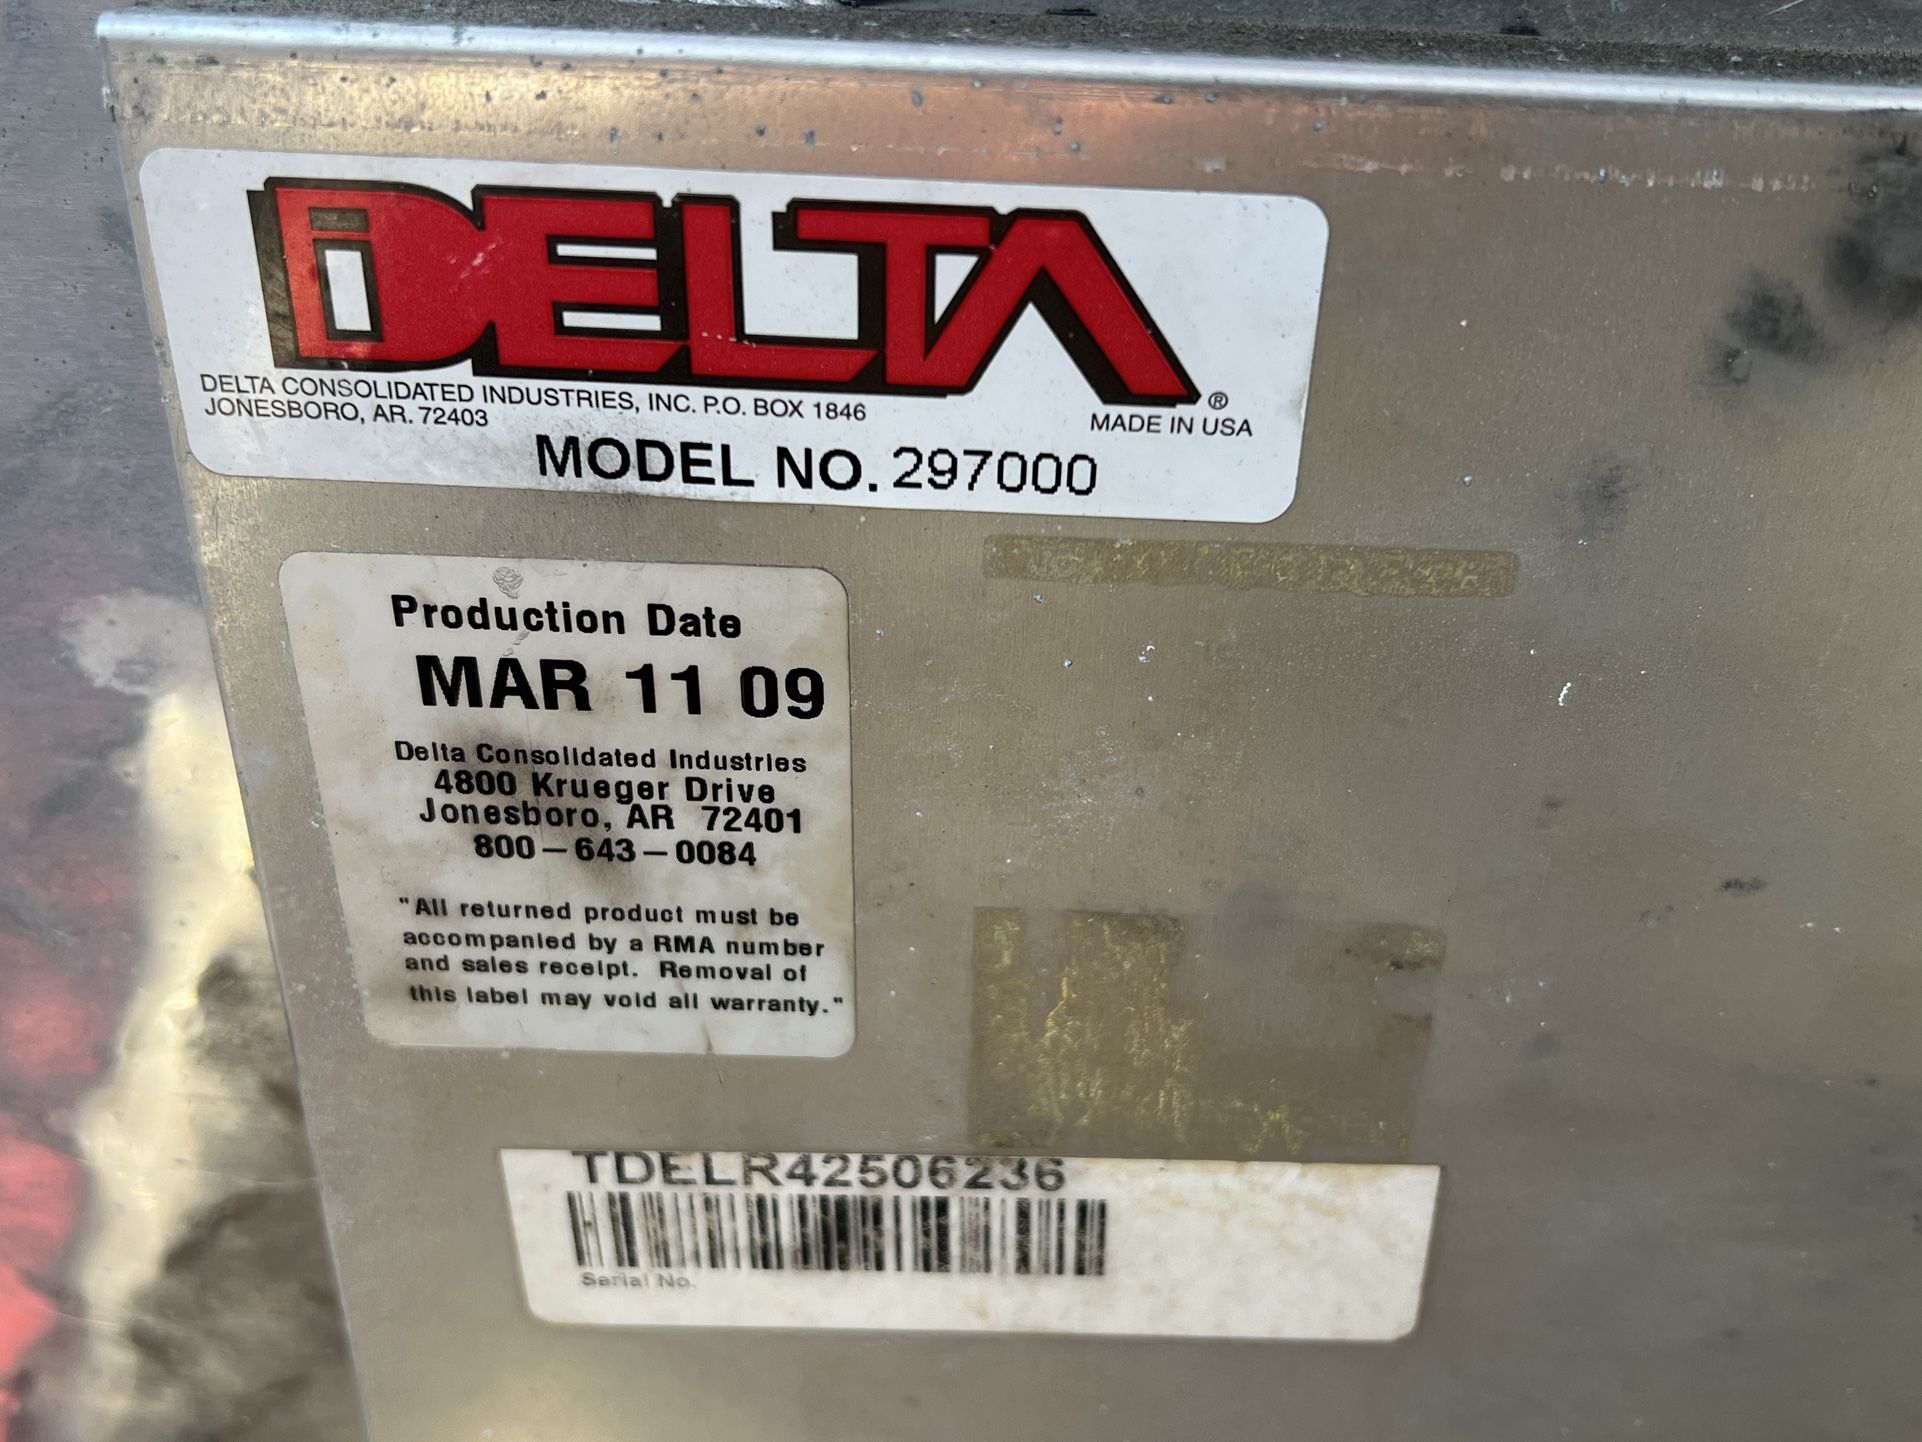 DELTA®
DELTA CONSOLIDATED INDUSTRIES, INC. P.O. BOX 1846
JONESBORO, AR. 72403
MADE IN USA
MODEL NO. 297000
Production Date
MAR 11 09
Delta Consolidated Industries
4800 Krueger Drive
Jonesboro, AR 72401
800-643-0084
"All returned product must be
accompanied by a RMA number
and sales receipt. Removal of
this label may void all warranty."
TDELR42506236
Serial No.